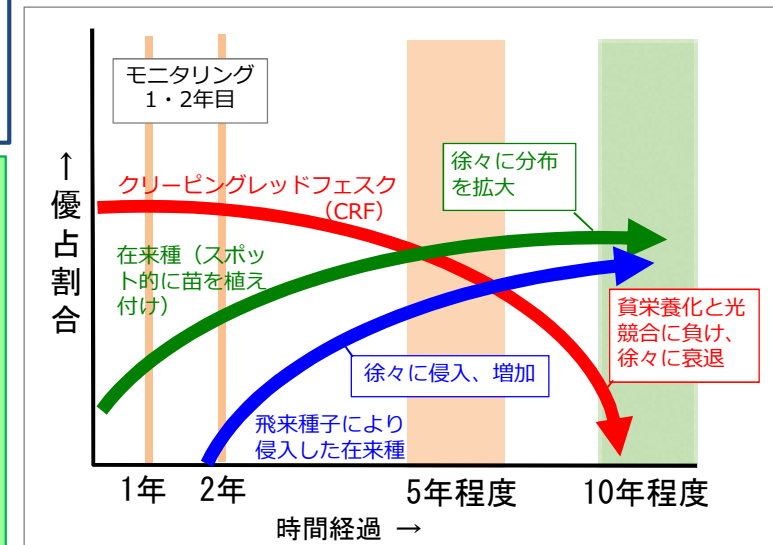 モニタリング
1・2年目
↑優占割合
クリーピングレッドフェスク
（CRF）
徐々に分布
を拡大
在来種（スポッ
ト的に苗を植え
付け）
貧栄養化と光
競合に負け、
徐々に衰退
徐々に侵入、増加
飛来種子により
侵入した在来種
1年 2年 5年程度 10年程度
時間経過 →